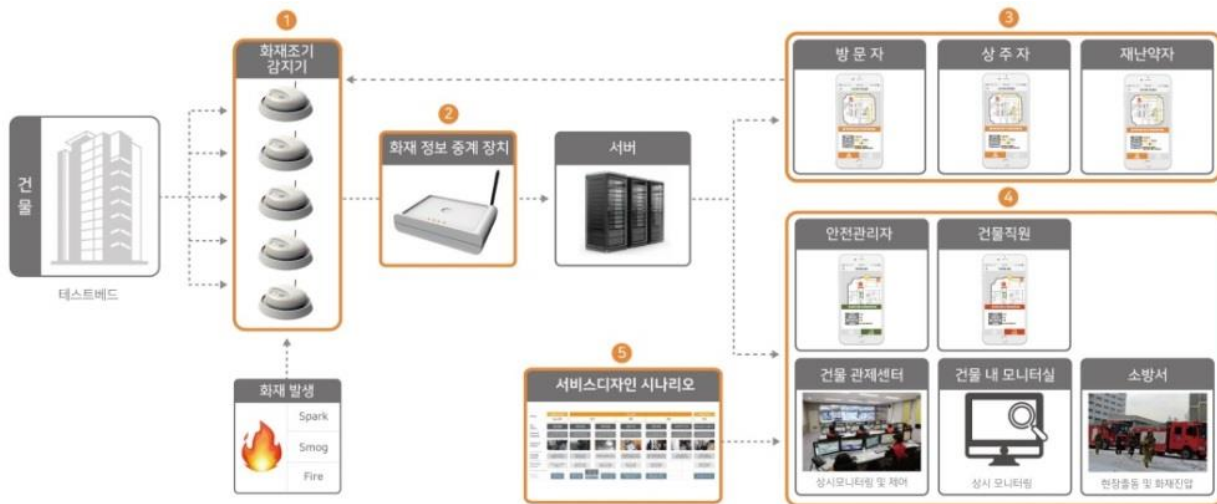 1
화재조기
감지기
2
화재 정보 중계 장치
서버
3
방 문 자
상 주 자
재난약자
건 물
테스트베드
4
안전관리자
건물직원
화재 발생
Spark
Smog
Fire
5
서비스디자인 시나리오
건물 관제센터
상시모니터링 및 제어
건물 내 모니터실
상시 모니터링
소방서
현장출동 및 화재진압